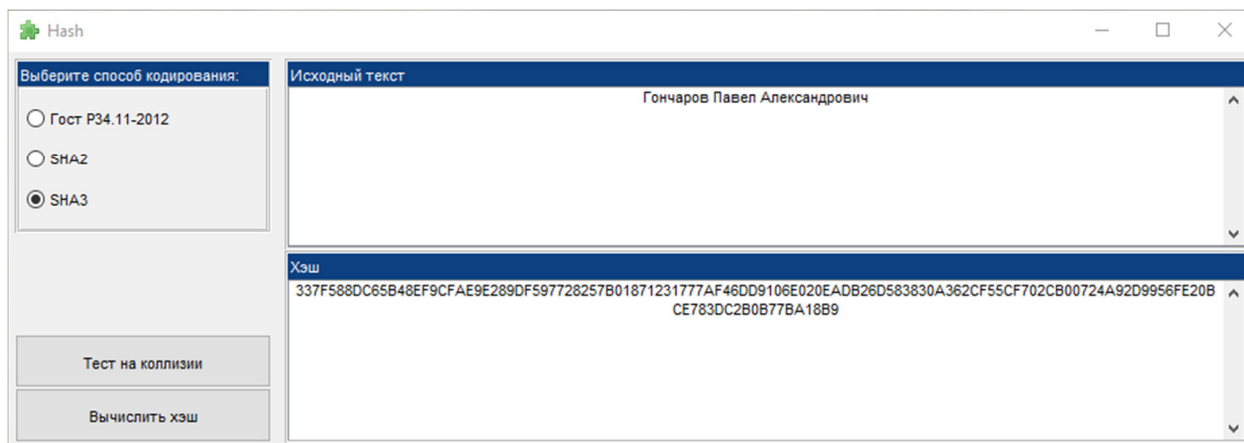 Hash
Выберите способ кодирования:
Гост Р34.11-2012
SHA2
SHA3
Тест на коллизии
Вычислить хэш
Исходный текст
Гончаров Павел Александрович
Хэш
337F588DC65B48EF9CFAE9E289DF597728257B01871231777AF46DD9106E020EADB26D583830A362CF55CF702CB00724A92D9956FE20B
CE783DC2B0B77BA18B9